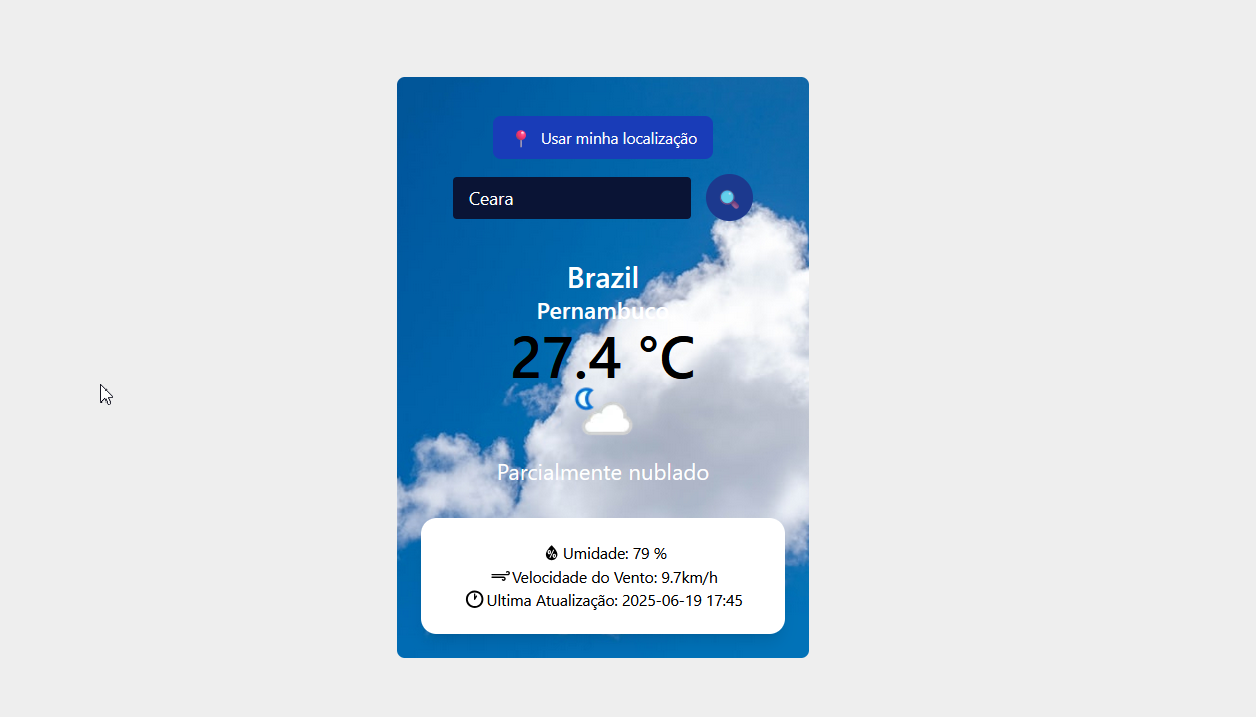 Usar minha localização
Ceara
Brazil
Pernambuco
27.4 °C
Parcialmente nublado
Umidade: 79 %
Velocidade do Vento: 9.7km/h
Ultima Atualização: 2025-06-19 17:45